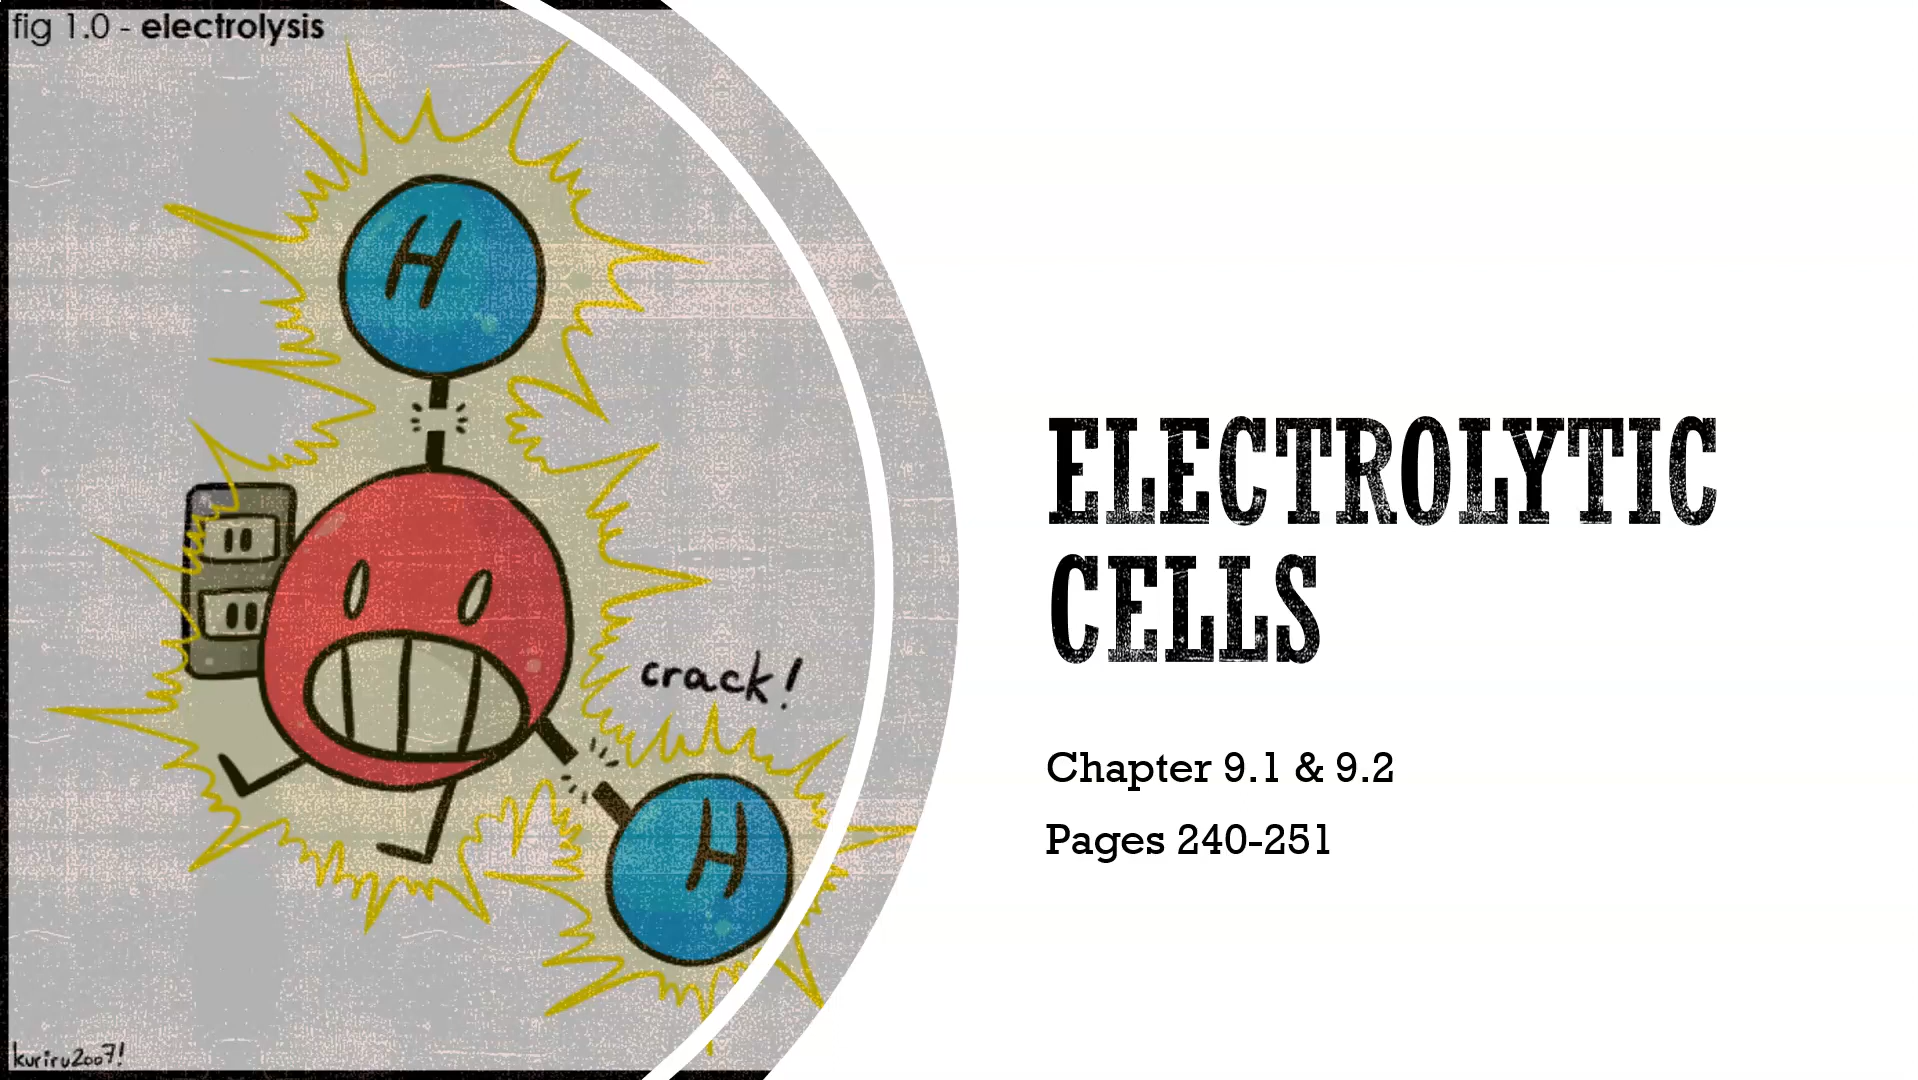 fig 1.0 - electrolysis
H
crack!
H
kuriru2007!
ELECTROLYTIC
CELLS
Chapter 9.1 & 9.2
Pages 240-251